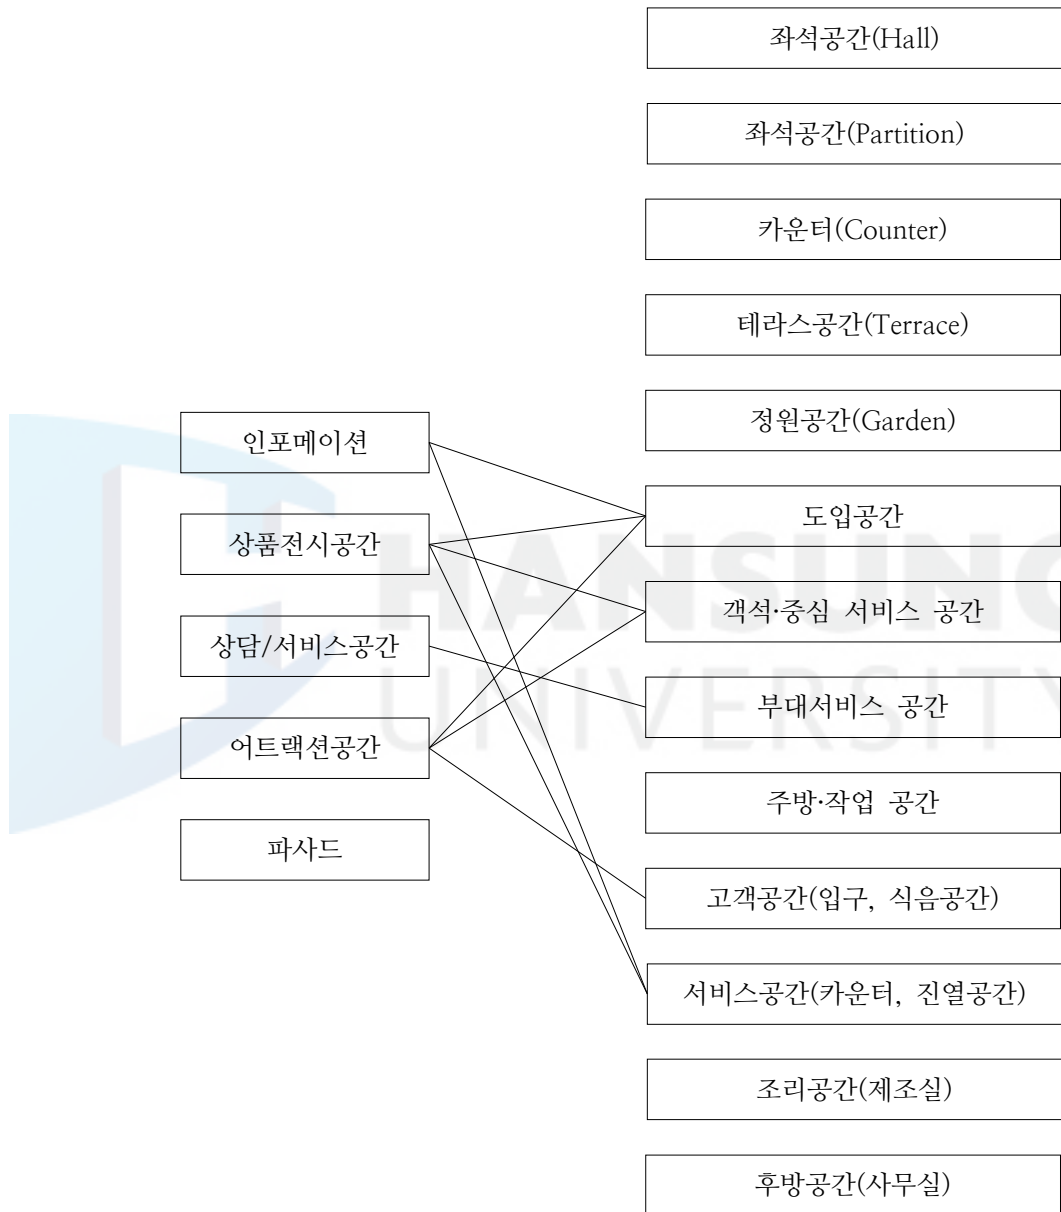 좌석공간(Hall)
좌석공간(Partition)
카운터(Counter)
테라스공간(Terrace)
정원공간(Garden)
인포메이션
도입공간
상품전시공간
객석·중심 서비스 공간
상담/서비스공간
부대서비스 공간
어트랙션공간
주방·작업 공간
파사드
고객공간(입구, 식음공간)
서비스공간(카운터, 진열공간)
조리공간(제조실)
후방공간(사무실)
HANSUNG
UNIVERSITY